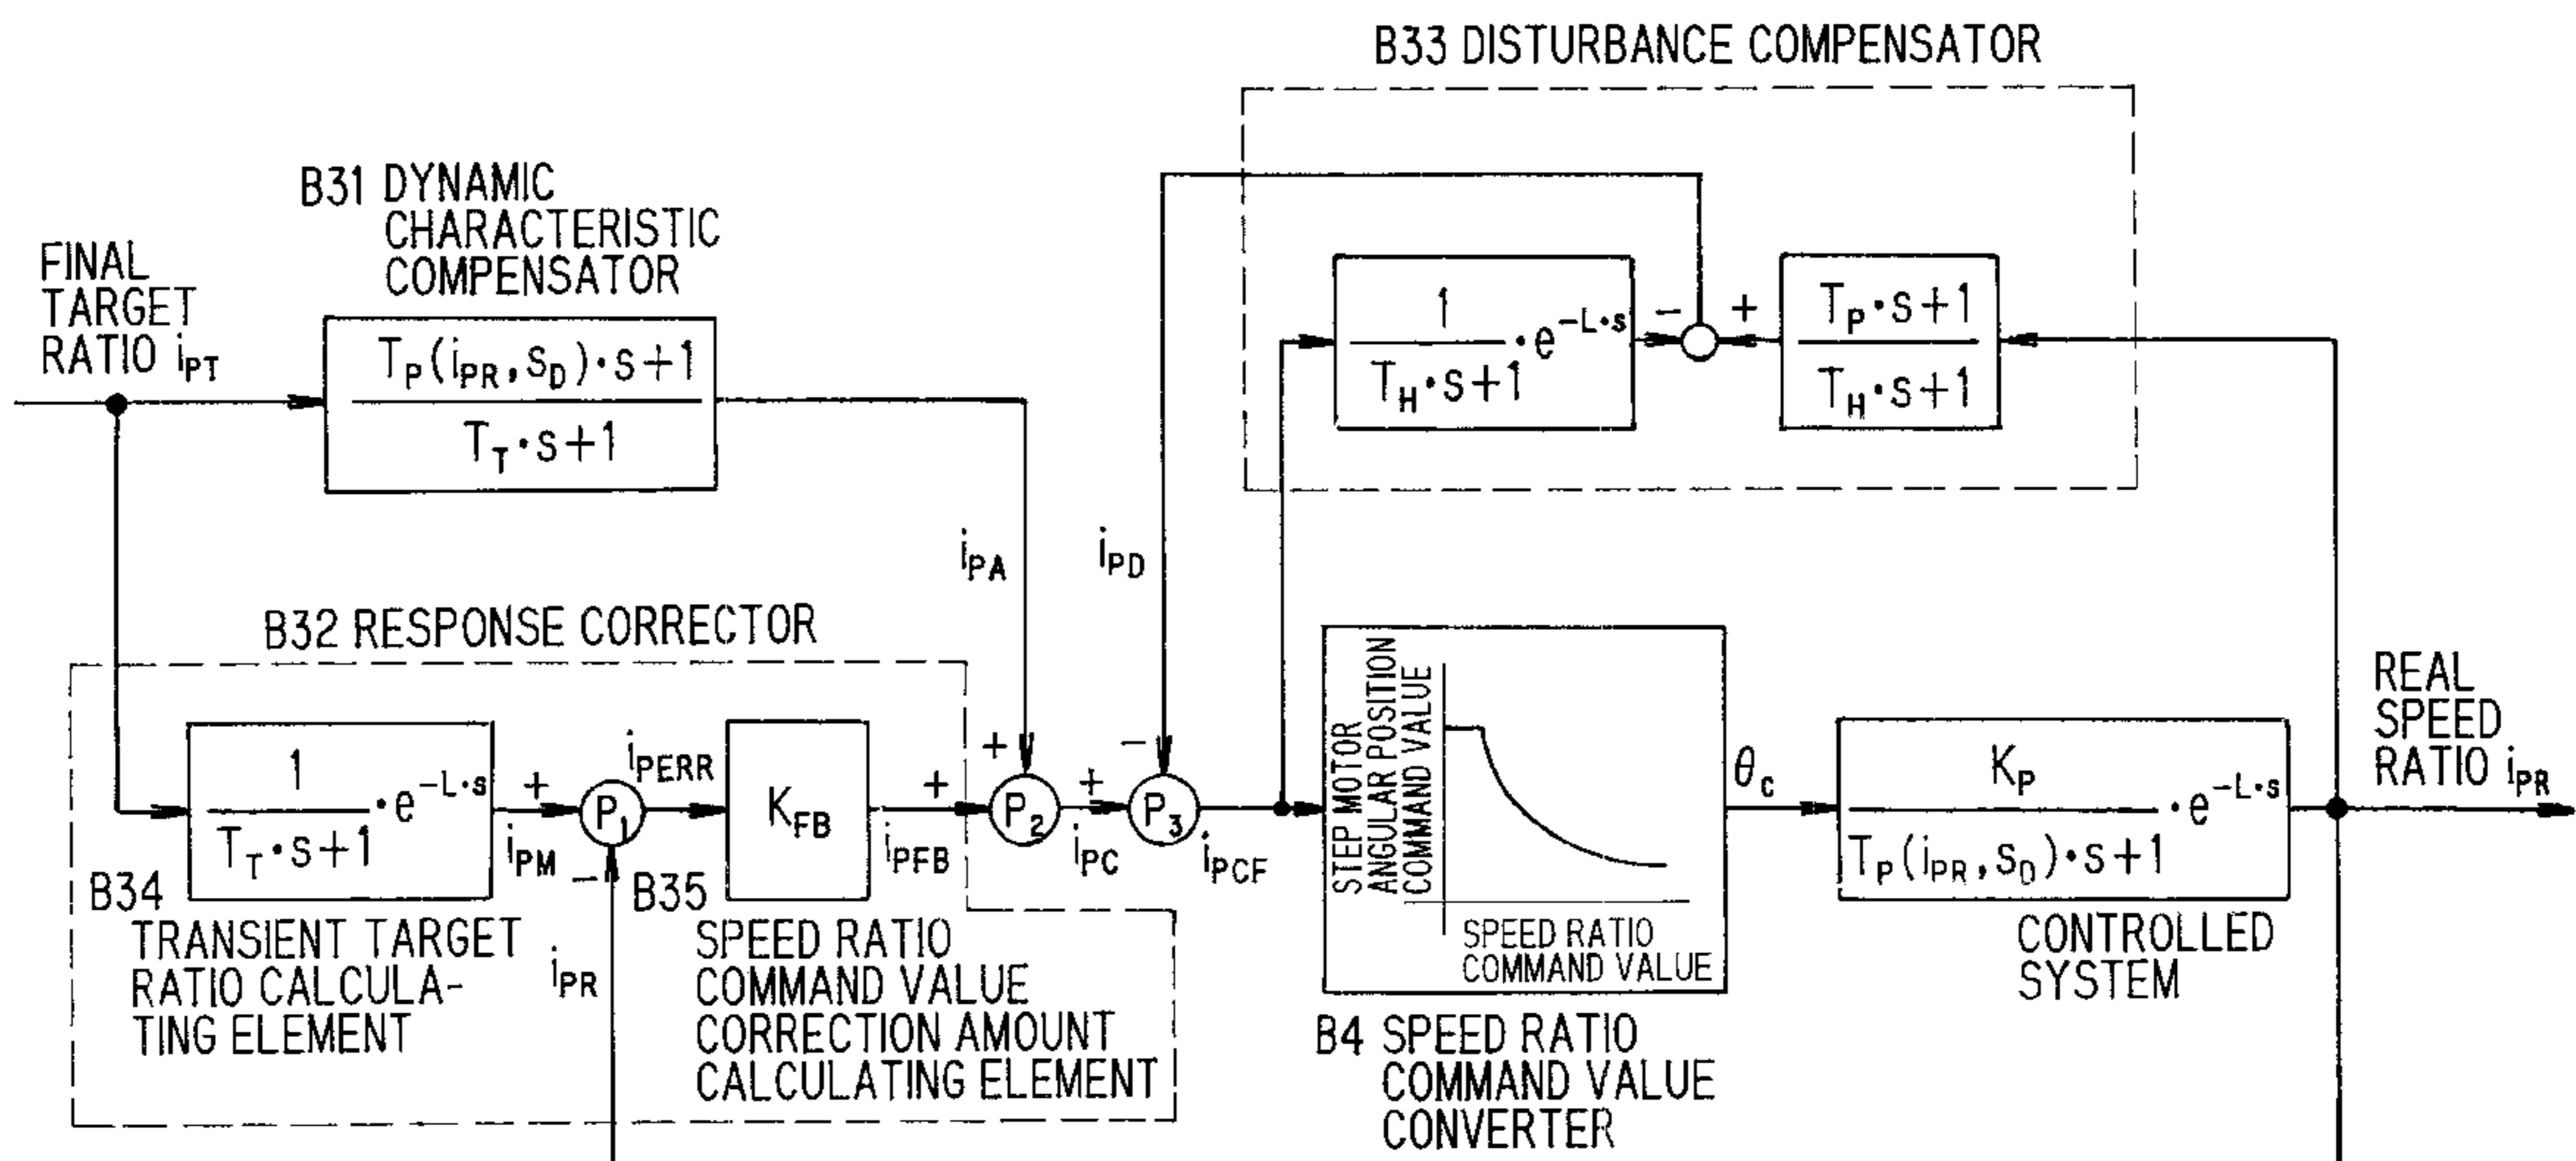 B33 DISTURBANCE COMPENSATOR
B31 DYNAMIC
CHARACTERISTIC
COMPENSATOR
FINAL
TARGET
RATIO iPT
TP(iPR,SD)·S+1
TT·S+1
1
TH·S+1
·e-L·s
−
+
TP·S+1
TH·S+1
iPA
iPD
B32 RESPONSE CORRECTOR
1
TT·S+1
·e-L·s
+
iPM
P1
−
iPERR
KFB
+
iPFB
+
P2
+
iPC
−
P3
iPCF
STEP MOTOR
ANGULAR POSITION
COMMAND VALUE
SPEED RATIO
COMMAND VALUE
θc
KP
TP(iPR,SD)·S+1
·e-L·s
REAL
SPEED
RATIO iPR
B34
TRANSIENT TARGET
RATIO CALCULA-
TING ELEMENT
iPR
B35
SPEED RATIO
COMMAND VALUE
CORRECTION AMOUNT
CALCULATING ELEMENT
B4 SPEED RATIO
COMMAND VALUE
CONVERTER
CONTROLLED
SYSTEM